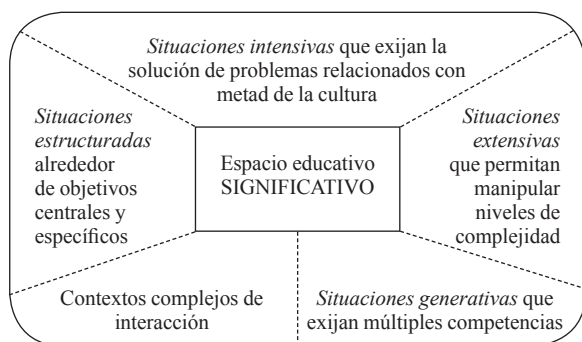 Situaciones intensivas que exijan la
solución de problemas relacionados con
metad de la cultura
Situaciones
estructuradas
alrededor
de objetivos
centrales y
específicos
Espacio educativo
SIGNIFICATIVO
Situaciones
extensivas
que permitan
manipular
niveles de
complejidad
Contextos complejos de
interacción
Situaciones generativas que
exijan múltiples competencias